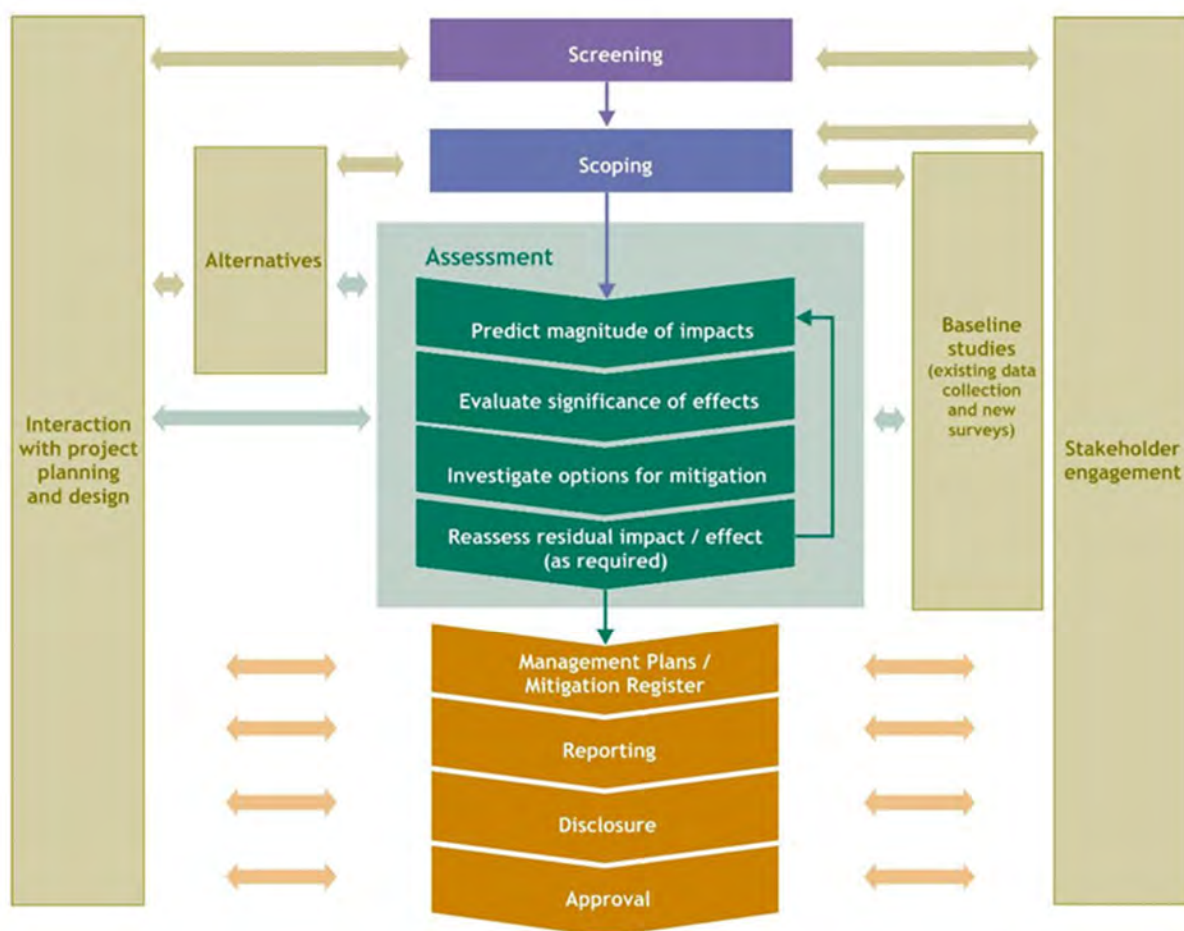 Screening
Scoping
Alternatives
Assessment
Predict magnitude of impacts
Evaluate significance of effects
Investigate options for mitigation
Reassess residual impact / effect
(as required)
Interaction
with project
planning
and design
Baseline
studies
(existing data
collection
and new
surveys)
Stakeholder
engagement
Management Plans /
Mitigation Register
Reporting
Disclosure
Approval